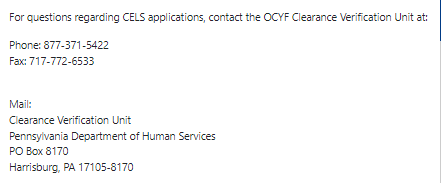 For questions regarding CELS applications, contact the OCYF Clearance Verification Unit at:
Phone: 877-371-5422
Fax: 717-772-6533
Mail:
Clearance Verification Unit
Pennsylvania Department of Human Services
PO Box 8170
Harrisburg, PA 17105-8170